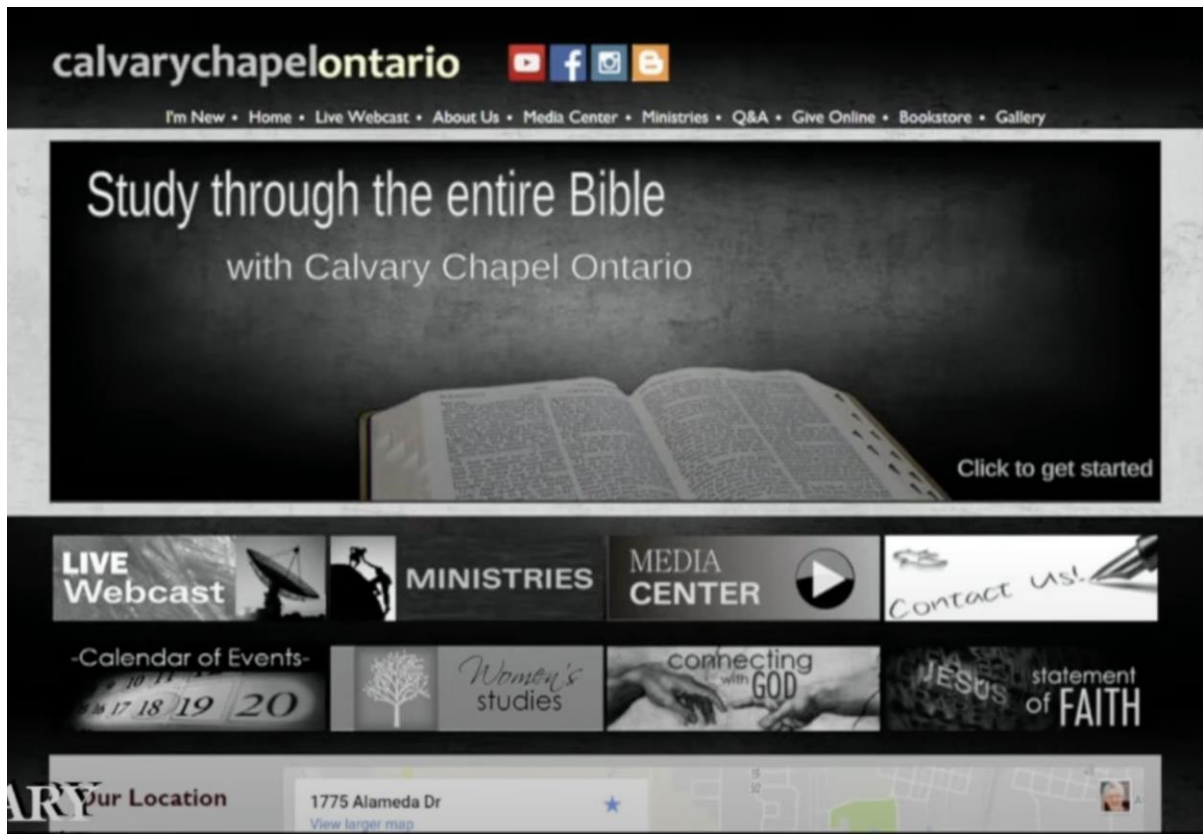 calvarychapelontario
I'm New • Home • Live Webcast • About Us • Media Center • Ministries • Q&A • Give Online • Bookstore • Gallery
Study through the entire Bible
with Calvary Chapel Ontario
Click to get started
LIVE
Webcast
MINISTRIES
MEDIA
CENTER
Contact us!
-Calendar of Events-
16 17 18 19 20
Women's
studies
connecting
with GOD
JESUS
statement
of FAITH
ARY
Our Location
1775 Alameda Dr
View larger map